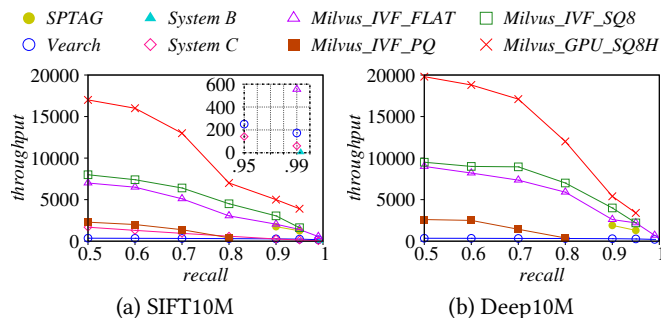 SPTAG System B Milvus_IVF_FLAT Milvus_IVF_SQ8
Vearch System C Milvus_IVF_PQ Milvus_GPU_SQ8H
throughput
20000
15000
10000
5000
0
0.5 0.6 0.7 0.8 0.9 1
recall
600
400
200
0
.95 .99
(a) SIFT10M
throughput
20000
15000
10000
5000
0
0.5 0.6 0.7 0.8 0.9 1
recall
(b) Deep10M